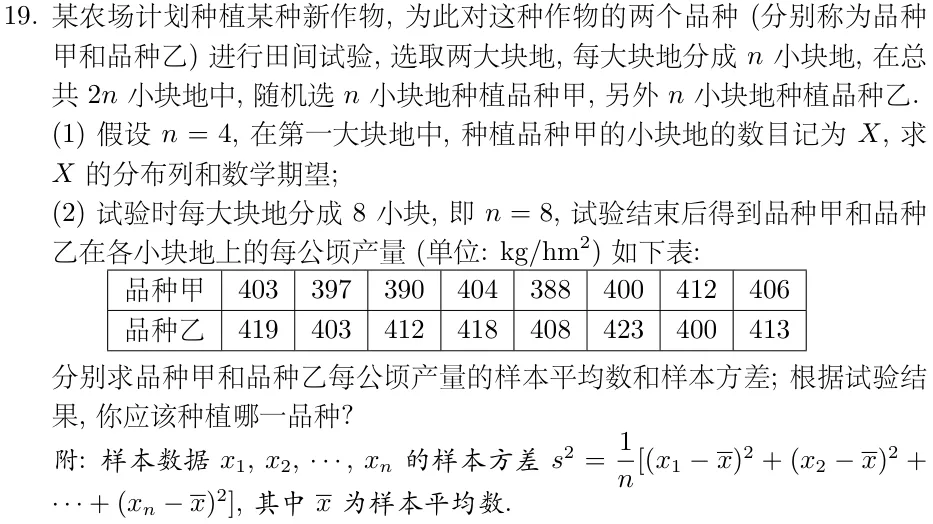 19. 某农场计划种植某种新作物, 为此对这种作物的两个品种 (分别称为品种
甲和品种乙) 进行田间试验, 选取两大块地, 每大块地分成 n 小块地, 在总
共 2n 小块地中, 随机选 n 小块地种植品种甲, 另外 n 小块地种植品种乙.
(1) 假设 n = 4, 在第一大块地中, 种植品种甲的小块地的数目记为 X, 求
X 的分布列和数学期望;
(2) 试验时每大块地分成 8 小块, 即 n = 8, 试验结束后得到品种甲和品种
乙在各小块地上的每公顷产量 (单位: kg/hm²) 如下表:
品种甲 403 397 390 404 388 400 412 406
品种乙 419 403 412 418 408 423 400 413
分别求品种甲和品种乙每公顷产量的样本平均数和样本方差; 根据试验结
果, 你应该种植哪一品种?
附: 样本数据 x₁, x₂, ⋯, xₙ 的样本方差 s² = 1/n[(x₁ − x̅)² + (x₂ − x̅)² +
⋯ + (xₙ − x̅)²], 其中 x̅ 为样本平均数.